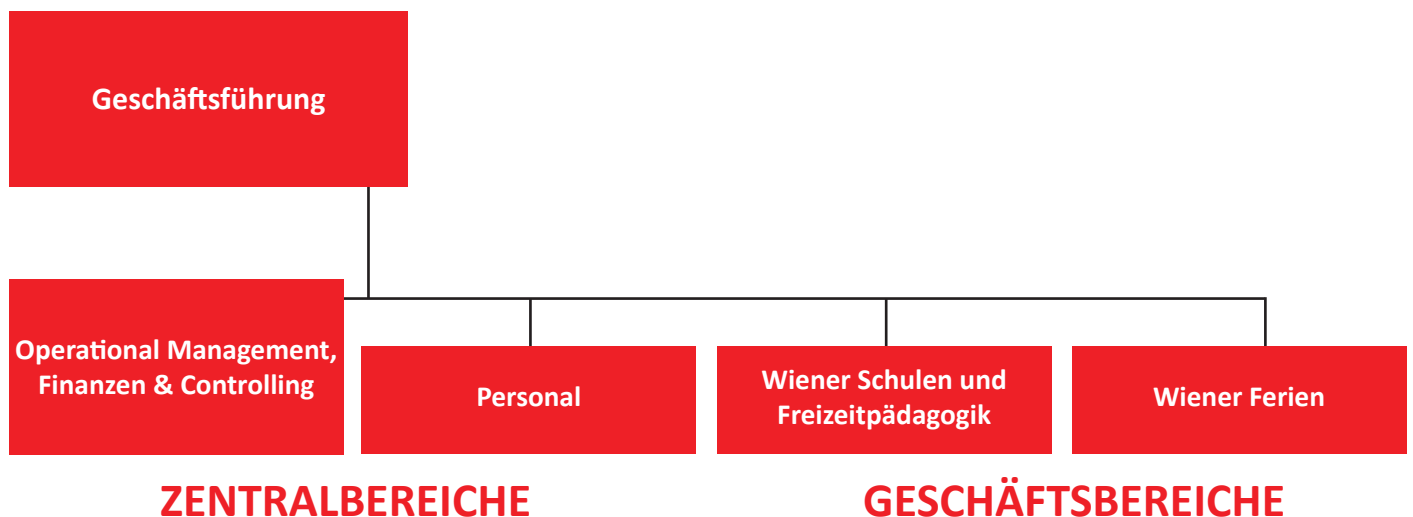 Geschäftsführung
Operational Management,
Finanzen & Controlling
Personal
Wiener Schulen und
Freizeitpädagogik
Wiener Ferien
ZENTRALBEREICHE
GESCHÄFTSBEREICHE